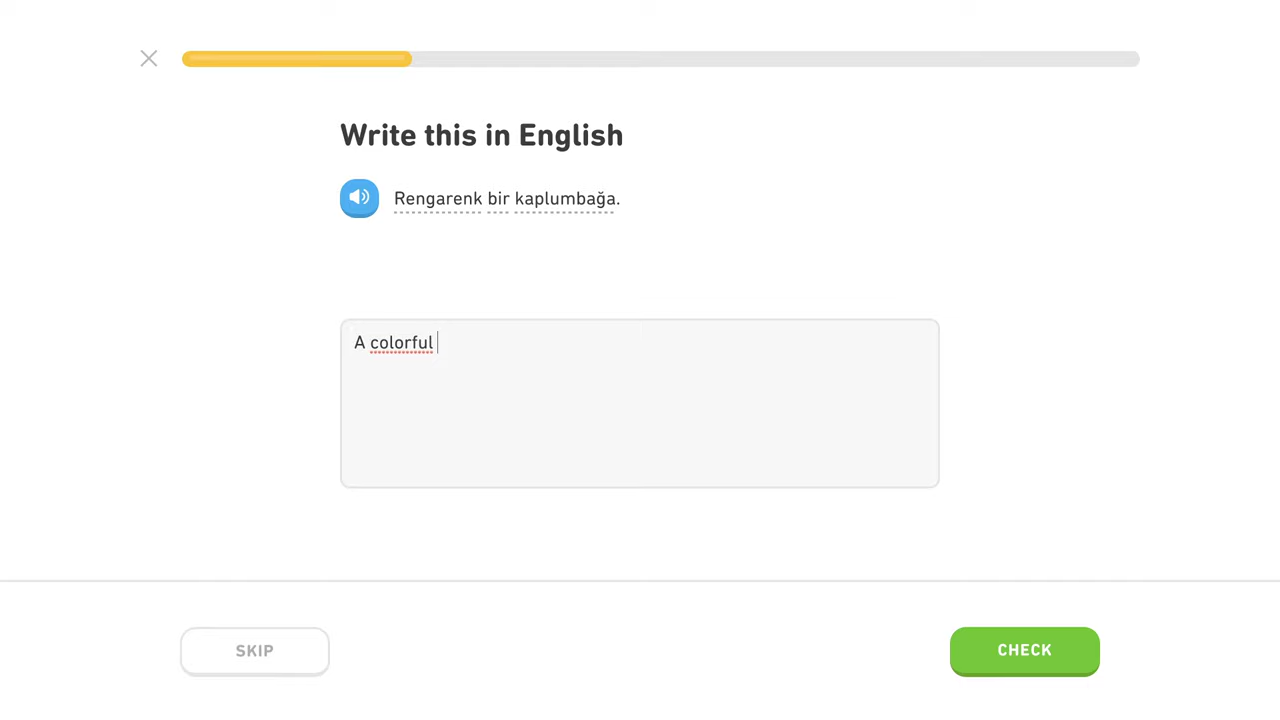 Write this in English
Rengarenk bir kaplumbağa.
A colorful
SKIP
CHECK